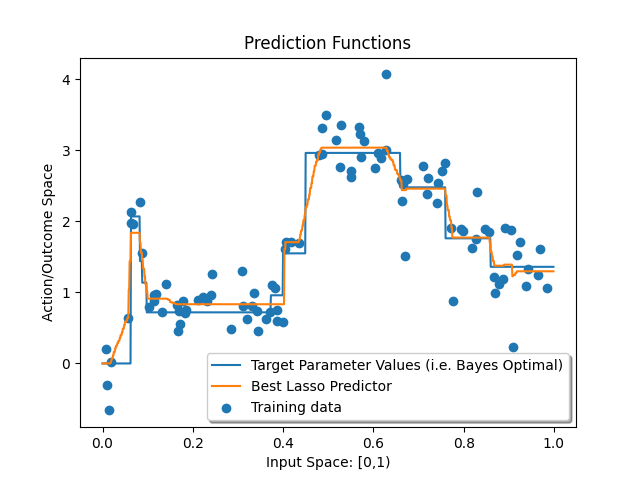 Prediction Functions
Action/Outcome Space
4
3
2
1
0
Target Parameter Values (i.e. Bayes Optimal)
Best Lasso Predictor
Training data
0.0 0.2 0.4 0.6 0.8 1.0
Input Space: [0,1)